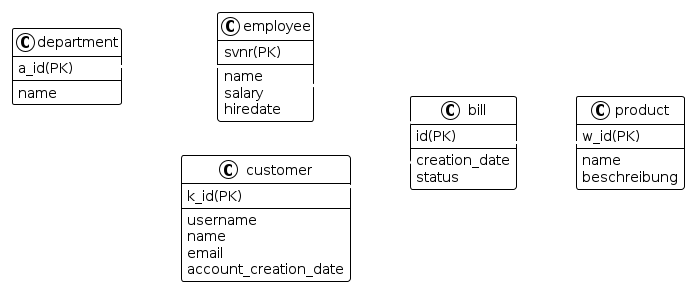 C department
a_id(PK)
name
C employee
svnr(PK)
name
salary
hiredate
C customer
k_id(PK)
username
name
email
account_creation_date
C bill
id(PK)
creation_date
status
C product
w_id(PK)
name
beschreibung